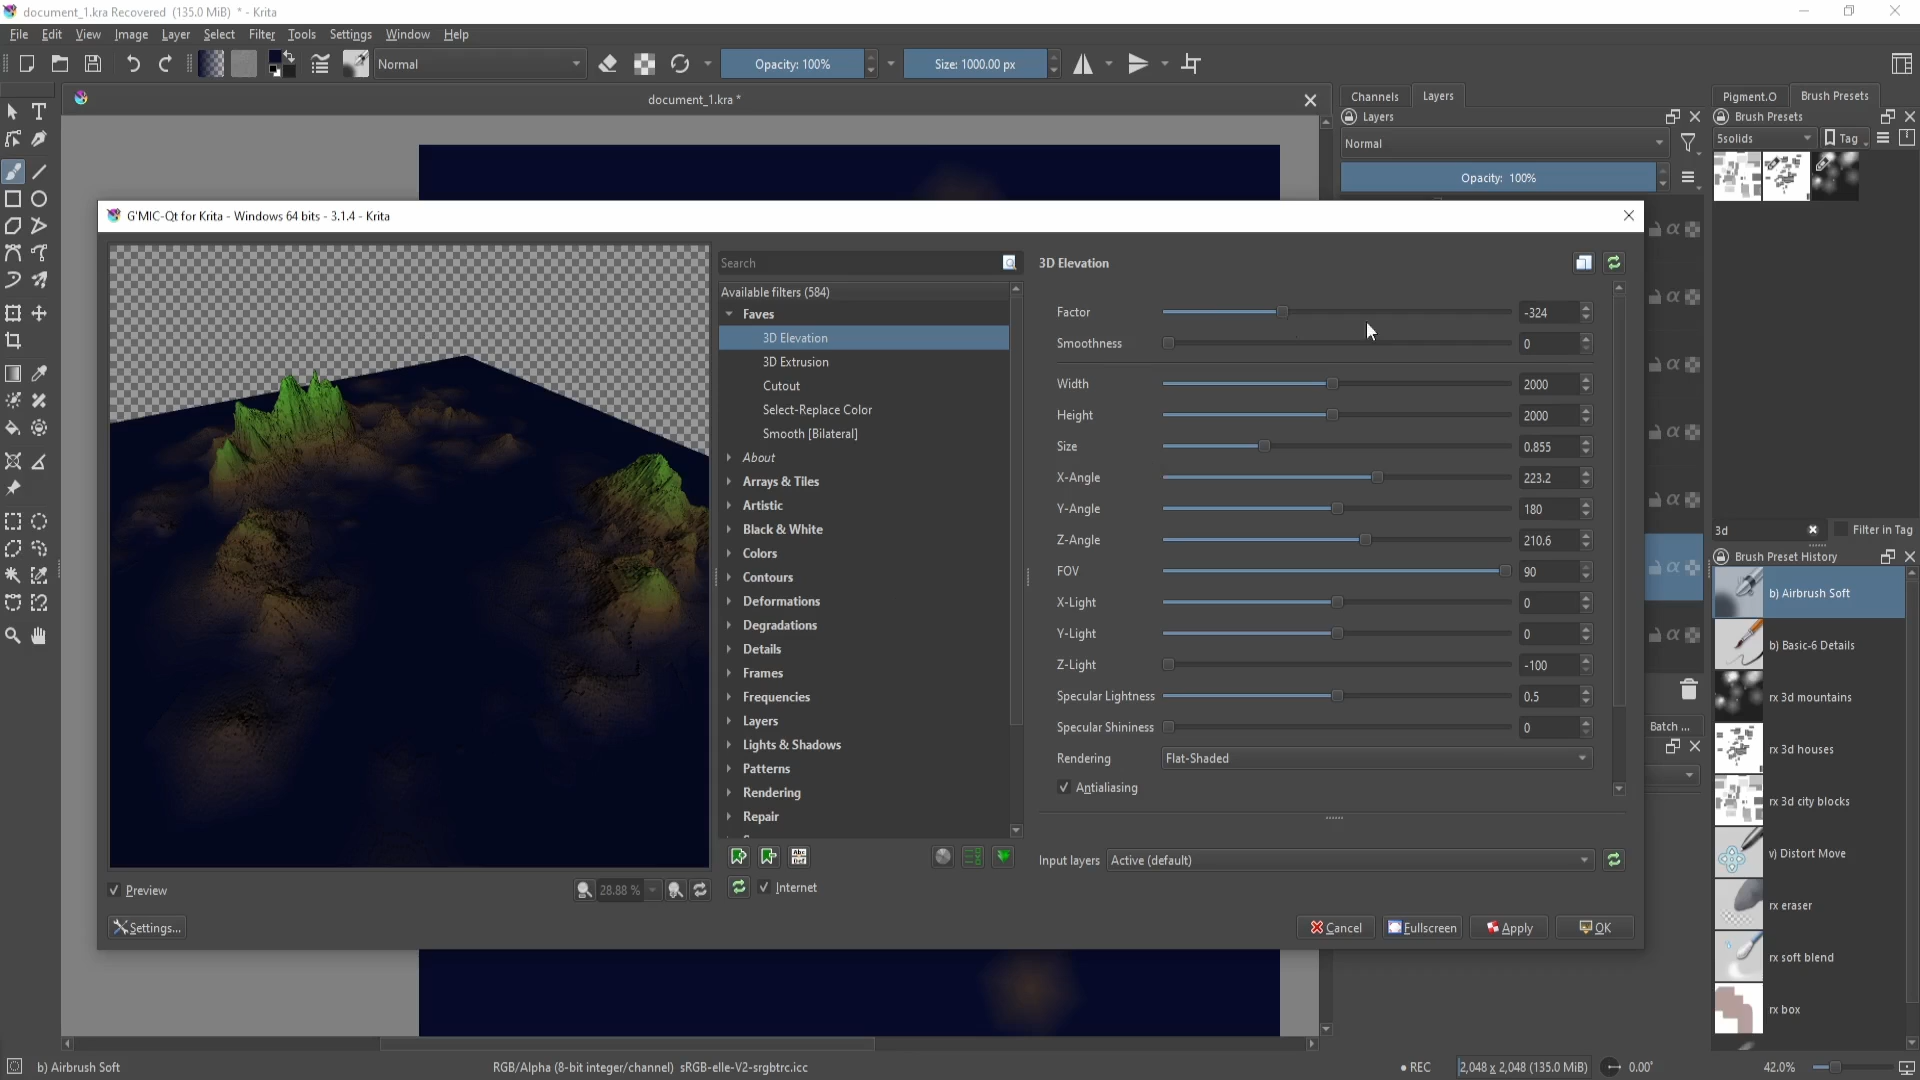 document_1.kra Recovered (135.0 MiB) * - Krita
File Edit View Image Layer Select Filter Tools Settings Window Help
Normal Opacity: 100% Size: 1000.00 px
document_1.kra *
Channels Layers
Layers
Normal
Opacity: 100%
Pigment.O Brush Presets
Brush Presets
5solids Tag
G'MIC-Qt for Krita - Windows 64 bits - 3.1.4 - Krita
Search
Available filters (584)
Faves
3D Elevation
3D Extrusion
Cutout
Select-Replace Color
Smooth [Bilateral]
About
Arrays & Tiles
Artistic
Black & White
Colors
Contours
Deformations
Degradations
Details
Frames
Frequencies
Layers
Lights & Shadows
Patterns
Rendering
Repair
Internet
3D Elevation
Factor -324
Smoothness 0
Width 2000
Height 2000
Size 0.855
X-Angle 223.2
Y-Angle 180
Z-Angle 210.6
FOV 90
X-Light 0
Y-Light 0
Z-Light -100
Specular Lightness 0.5
Specular Shininess 0
Rendering Flat-Shaded
Antialiasing
Input layers Active (default)
Preview
28.88 %
Settings...
Cancel Fullscreen Apply OK
Batch ...
3d Filter in Tag
Brush Preset History
b) Airbrush Soft
b) Basic-6 Details
rx 3d mountains
rx 3d houses
rx 3d city blocks
v) Distort Move
rx eraser
rx soft blend
rx box
b) Airbrush Soft
RGB/Alpha (8-bit integer/channel) sRGB-elle-V2-srgbtrc.icc
REC 2,048 x 2,048 (135.0 MiB) 0.00° 42.0%